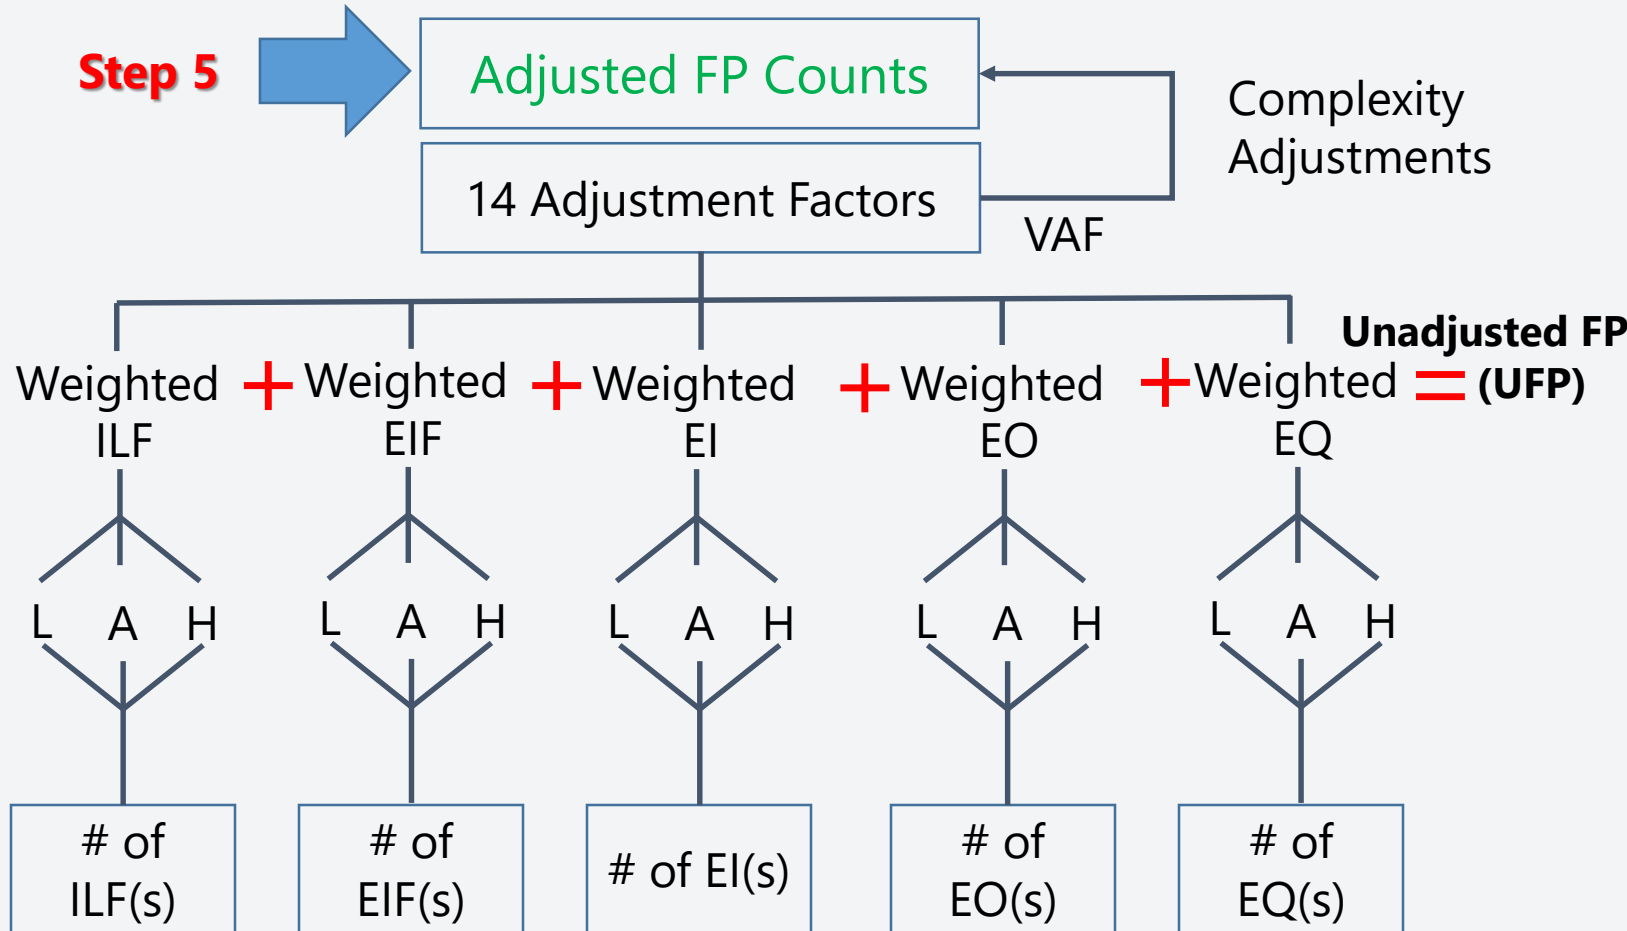 Step 5
Adjusted FP Counts
Complexity
Adjustments
14 Adjustment Factors
VAF
Unadjusted FP
(UFP)
Weighted
ILF
+
Weighted
EIF
+
Weighted
EI
+
Weighted
EO
+
Weighted
EQ
=
L A H
L A H
L A H
L A H
L A H
# of
ILF(s)
# of
EIF(s)
# of EI(s)
# of
EO(s)
# of
EQ(s)